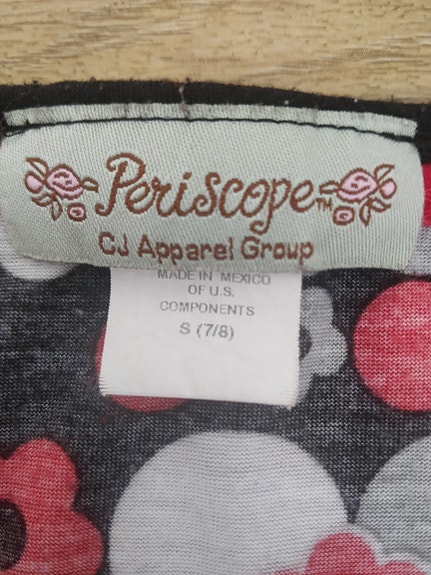 Periscope™
CJ Apparel Group
MADE IN MEXICO
OF U.S.
COMPONENTS
S (7/8)